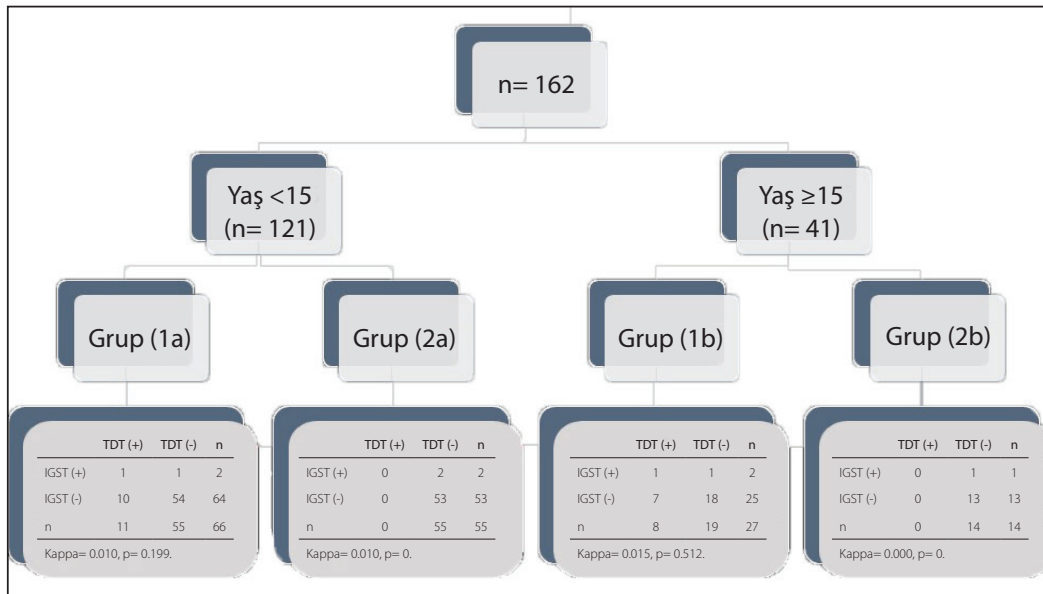 n= 162
Yaş <15
(n= 121)
Yaş ≥15
(n= 41)
Grup (1a)
Grup (2a)
Grup (1b)
Grup (2b)
TDT (+) TDT (-) n
IGST (+) 1 1 2
IGST (-) 10 54 64
n 11 55 66
Kappa= 0.010, p= 0.199.
TDT (+) TDT (-) n
IGST (+) 0 2 2
IGST (-) 0 53 53
n 0 55 55
Kappa= 0.010, p= 0.
TDT (+) TDT (-) n
IGST (+) 1 1 2
IGST (-) 7 18 25
n 8 19 27
Kappa= 0.015, p= 0.512.
TDT (+) TDT (-) n
IGST (+) 0 1 1
IGST (-) 0 13 13
n 0 14 14
Kappa= 0.000, p= 0.